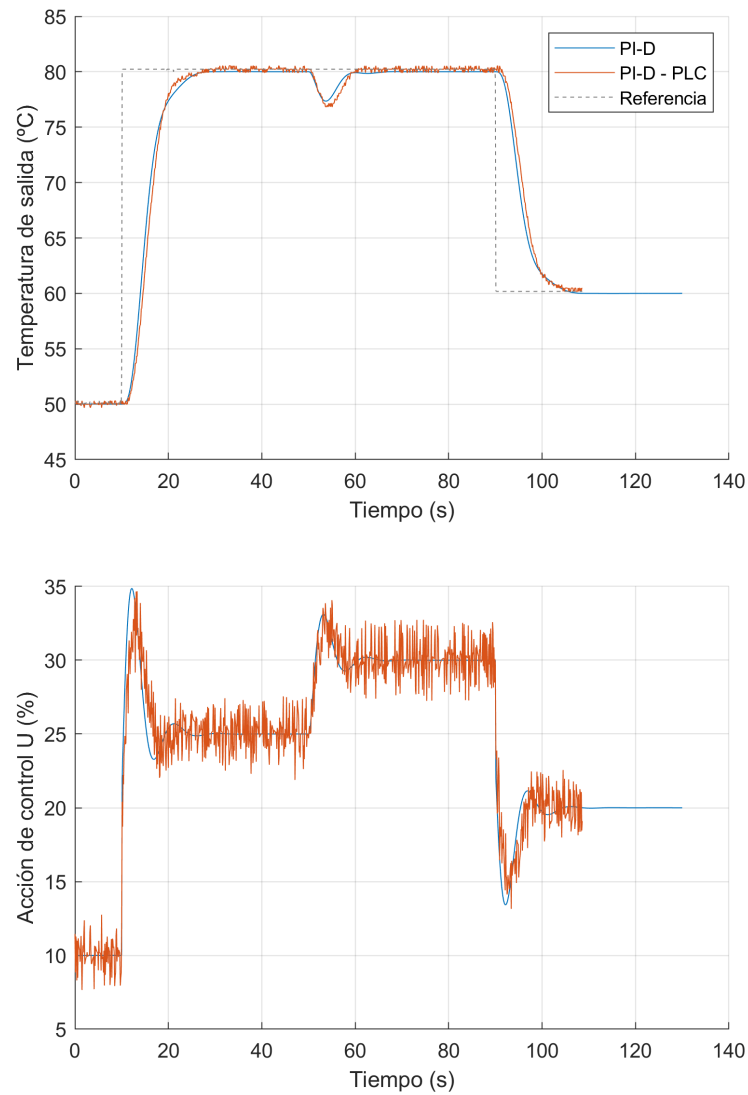 85
80
75
70
65
60
55
50
45
Temperatura de salida (ºC)
PI-D
PI-D - PLC
Referencia
0 20 40 60 80 100 120 140
Tiempo (s)
35
30
25
20
15
10
5
Acción de control U (%)
0 20 40 60 80 100 120 140
Tiempo (s)